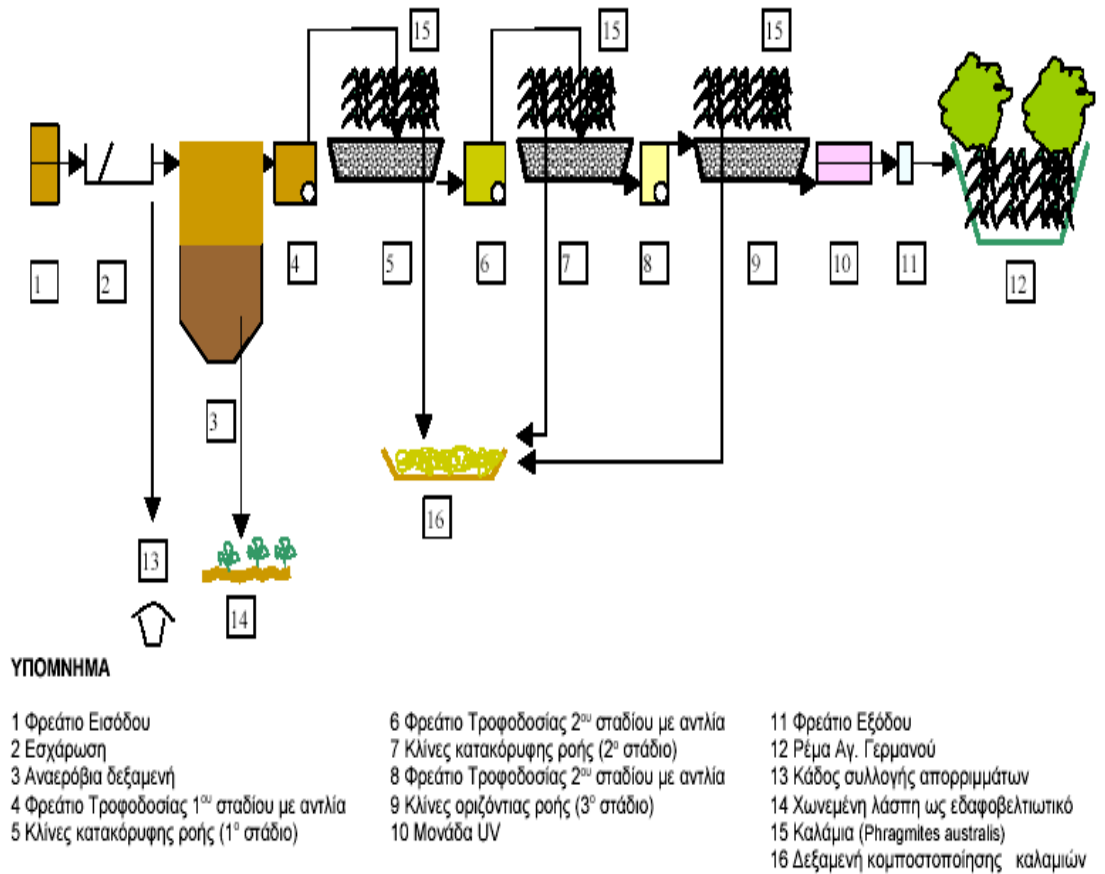 15 15 15
1 2 4 5 6 7 8 9 10 11 12
3
16
13
14
ΥΠΟΜΝΗΜΑ
1 Φρεάτιο Εισόδου
2 Εσχάρωση
3 Αναερόβια δεξαμενή
4 Φρεάτιο Τροφοδοσίας 1ου σταδίου με αντλία
5 Κλίνες κατακόρυφης ροής (1ο στάδιο)
6 Φρεάτιο Τροφοδοσίας 2ου σταδίου με αντλία
7 Κλίνες κατακόρυφης ροής (2ο στάδιο)
8 Φρεάτιο Τροφοδοσίας 2ου σταδίου με αντλία
9 Κλίνες οριζόντιας ροής (3ο στάδιο)
10 Μονάδα UV
11 Φρεάτιο Εξόδου
12 Ρέμα Αγ. Γερμανού
13 Κάδος συλλογής απορριμμάτων
14 Χωνεμένη λάσπη ως εδαφοβελτιωτικό
15 Καλάμια (Phragmites australis)
16 Δεξαμενή κομποστοποίησης καλαμιών